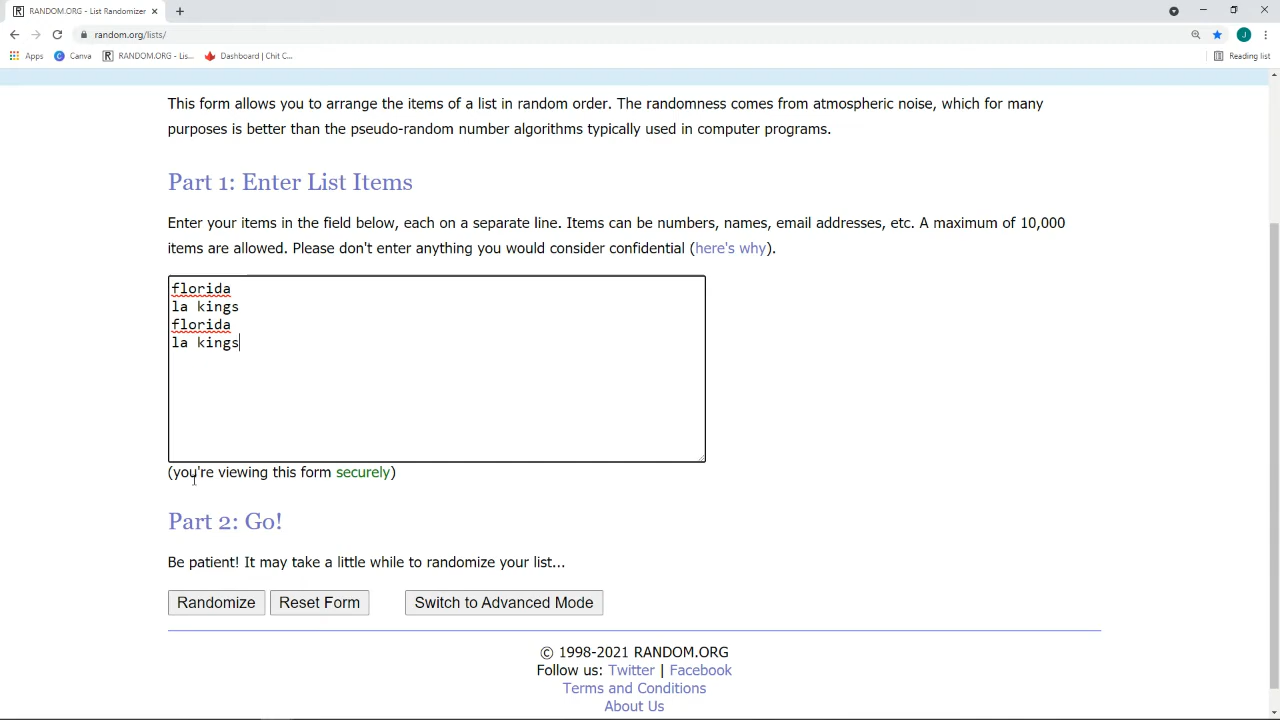 RANDOM.ORG - List Randomizer
random.org/lists/
Apps Canva RANDOM.ORG - Lis... Dashboard | Chit C... Reading list
This form allows you to arrange the items of a list in random order. The randomness comes from atmospheric noise, which for many
purposes is better than the pseudo-random number algorithms typically used in computer programs.
Part 1: Enter List Items
Enter your items in the field below, each on a separate line. Items can be numbers, names, email addresses, etc. A maximum of 10,000
items are allowed. Please don't enter anything you would consider confidential (here's why).
florida
la kings
florida
la kings
(you're viewing this form securely)
Part 2: Go!
Be patient! It may take a little while to randomize your list...
Randomize Reset Form Switch to Advanced Mode
© 1998-2021 RANDOM.ORG
Follow us: Twitter | Facebook
Terms and Conditions
About Us